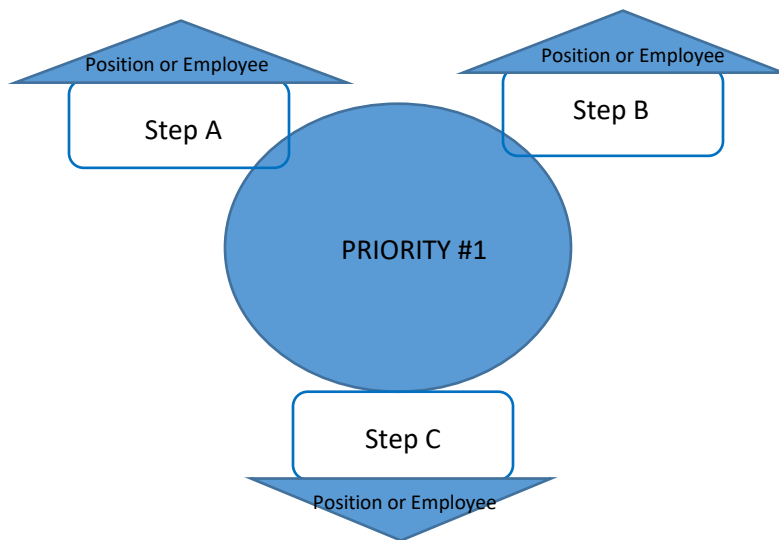 Position or Employee
Position or Employee
Step A
Step B
PRIORITY #1
Step C
Position or Employee